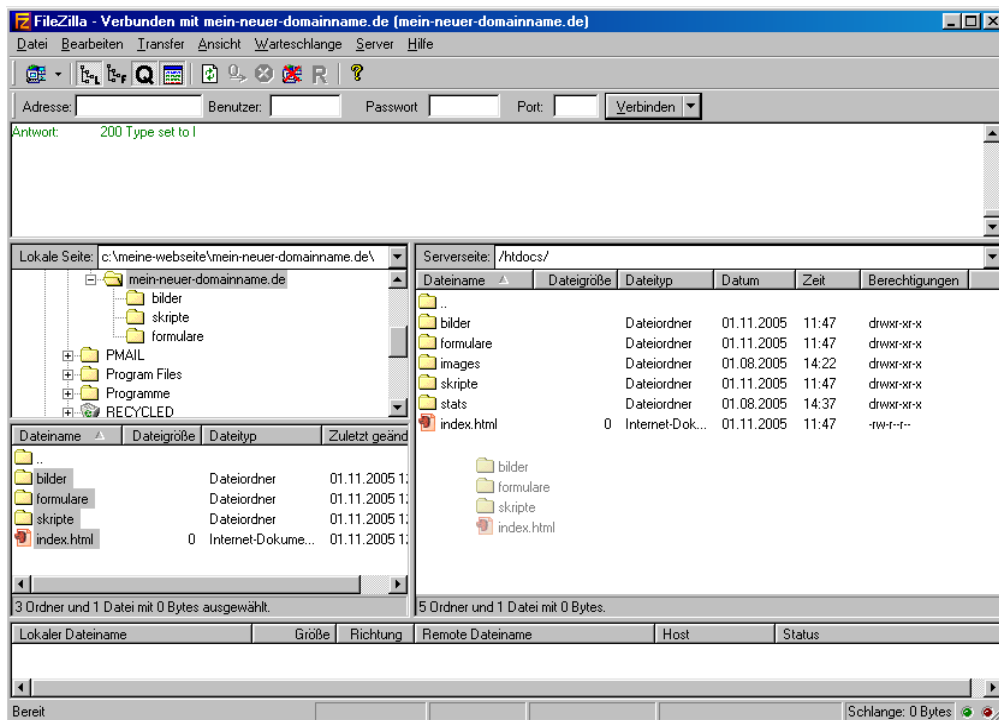 FileZilla - Verbunden mit mein-neuer-domainname.de (mein-neuer-domainname.de)
Datei Bearbeiten Transfer Ansicht Warteschlange Server Hilfe
Adresse: Benutzer: Passwort Port: Verbinden
Antwort: 200 Type set to I
Lokale Seite: c:\meine-webseite\mein-neuer-domainname.de\
mein-neuer-domainname.de
bilder
skripte
formulare
PMAIL
Program Files
Programme
RECYCLED
Dateiname Dateigröße Dateityp Zuletzt geänd
..
bilder Dateiordner 01.11.2005 1
formulare Dateiordner 01.11.2005 1
skripte Dateiordner 01.11.2005 1
index.html 0 Internet-Dokume... 01.11.2005 1
3 Ordner und 1 Datei mit 0 Bytes ausgewählt.
Serverseite: /htdocs/
Dateiname Dateigröße Dateityp Datum Zeit Berechtigungen
..
bilder Dateiordner 01.11.2005 11:47 drwxr-xr-x
formulare Dateiordner 01.11.2005 11:47 drwxr-xr-x
images Dateiordner 01.08.2005 14:22 drwxr-xr-x
skripte Dateiordner 01.11.2005 11:47 drwxr-xr-x
stats Dateiordner 01.08.2005 14:37 drwxr-xr-x
index.html 0 Internet-Dok... 01.11.2005 11:47 -rw-r--r--
bilder
formulare
skripte
index.html
5 Ordner und 1 Datei mit 0 Bytes.
Lokaler Dateiname Größe Richtung Remote Dateiname Host Status
Bereit Schlange: 0 Bytes